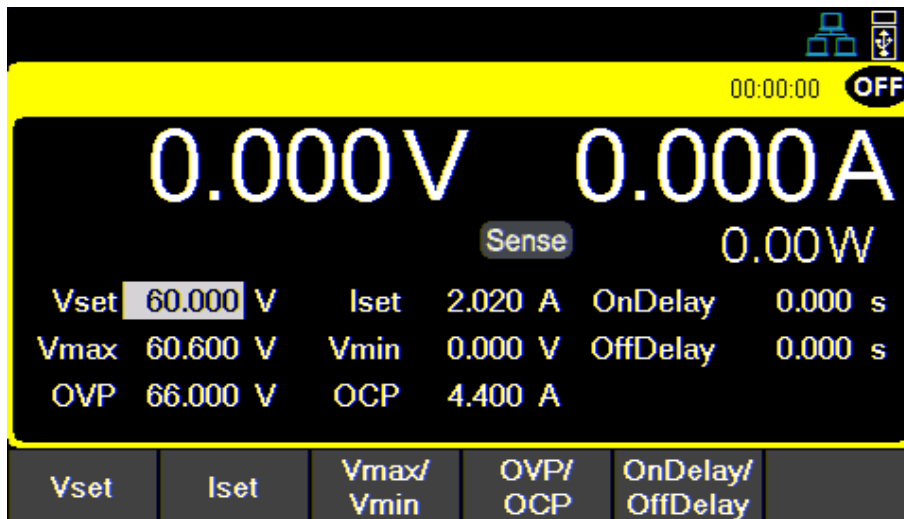 00:00:00 OFF
0.000V 0.000A
Sense 0.00W
Vset 60.000 V Iset 2.020 A OnDelay 0.000 s
Vmax 60.600 V Vmin 0.000 V OffDelay 0.000 s
OVP 66.000 V OCP 4.400 A
Vset Iset Vmax/ OVP/ OnDelay/
Vmin OCP OffDelay